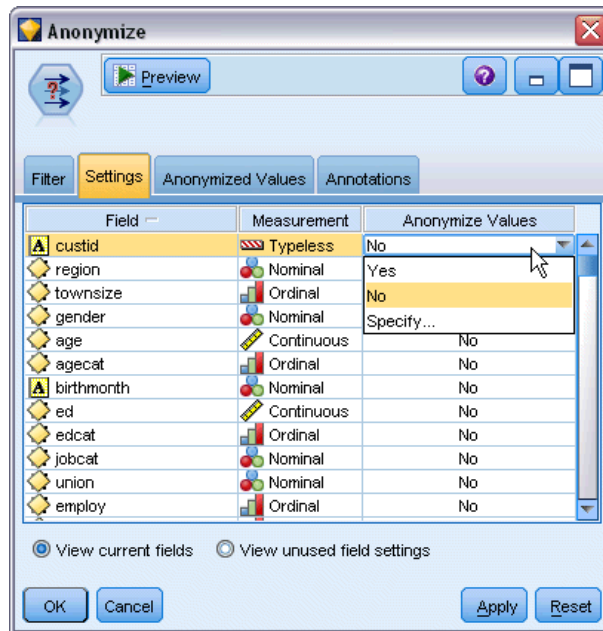 Anonymize
Preview
Filter Settings Anonymized Values Annotations
Field Measurement Anonymize Values
A custid Typeless No
region Nominal Yes
townsize Ordinal No
gender Nominal Specify...
age Continuous No
agecat Ordinal No
A birthmonth Nominal No
ed Continuous No
edcat Ordinal No
jobcat Nominal No
union Nominal No
employ Ordinal No
View current fields View unused field settings
OK Cancel Apply Reset